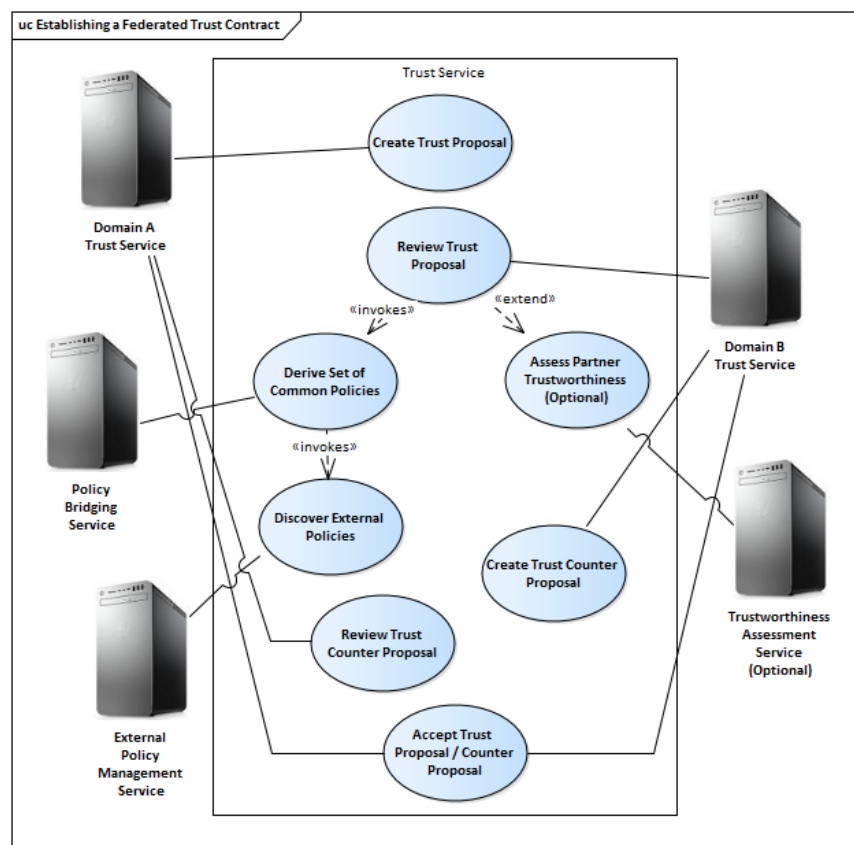 uc Establishing a Federated Trust Contract
Trust Service
Create Trust Proposal
Domain A
Trust Service
Review Trust
Proposal
«invokes»
«extend»
Domain B
Trust Service
Derive Set of
Common Policies
Assess Partner
Trustworthiness
(Optional)
«invokes»
Policy
Bridging
Service
Discover External
Policies
Create Trust Counter
Proposal
Trustworthiness
Assessment
Service
(Optional)
Review Trust
Counter Proposal
External
Policy
Management
Service
Accept Trust
Proposal / Counter
Proposal